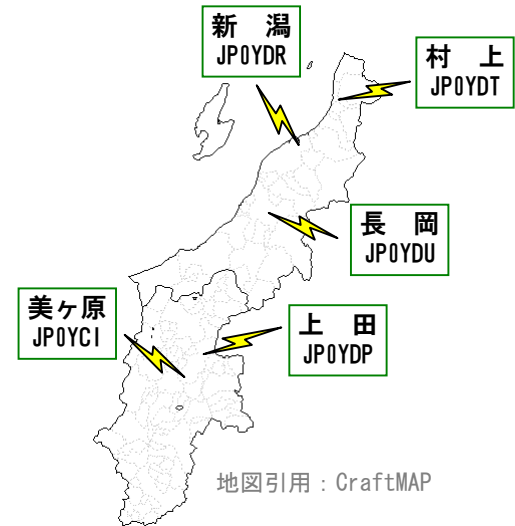 新　潟
JP0YDR
村　上
JP0YDT
長　岡
JP0YDU
美ヶ原
JP0YCI
上　田
JP0YDP
地図引用：CraftMAP